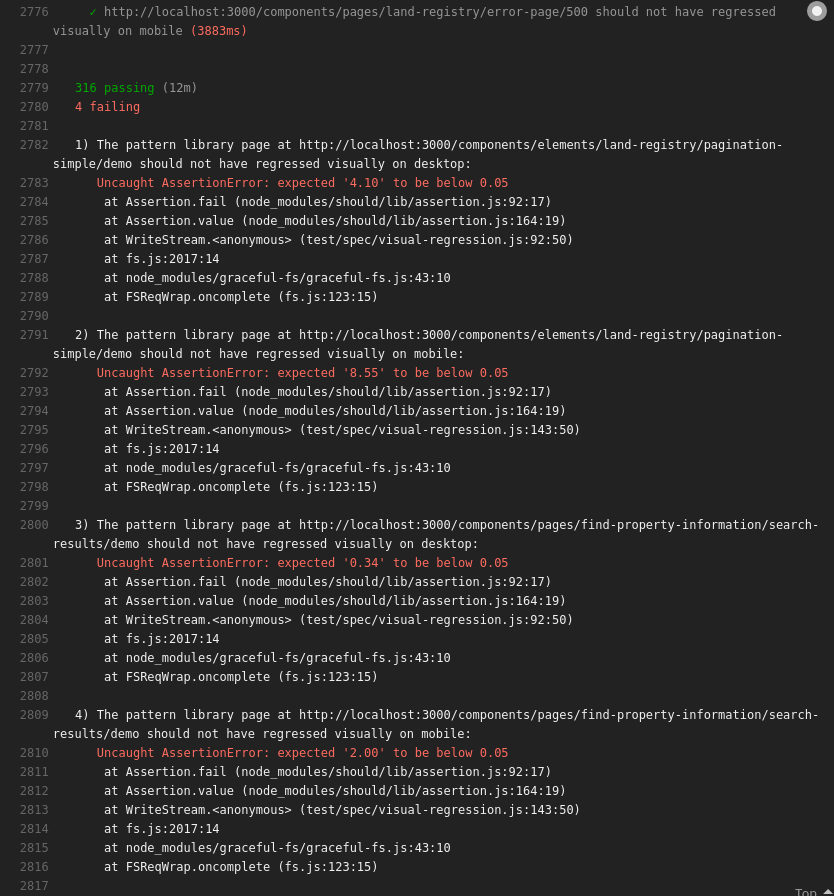 2776 ✓ http://localhost:3000/components/pages/land-registry/error-page/500 should not have regressed
visually on mobile (3883ms)
2777
2778
2779 316 passing (12m)
2780 4 failing
2781
2782 1) The pattern library page at http://localhost:3000/components/elements/land-registry/pagination-
simple/demo should not have regressed visually on desktop:
2783 Uncaught AssertionError: expected '4.10' to be below 0.05
2784 at Assertion.fail (node_modules/should/lib/assertion.js:92:17)
2785 at Assertion.value (node_modules/should/lib/assertion.js:164:19)
2786 at WriteStream.<anonymous> (test/spec/visual-regression.js:92:50)
2787 at fs.js:2017:14
2788 at node_modules/graceful-fs/graceful-fs.js:43:10
2789 at FSReqWrap.oncomplete (fs.js:123:15)
2790
2791 2) The pattern library page at http://localhost:3000/components/elements/land-registry/pagination-
simple/demo should not have regressed visually on mobile:
2792 Uncaught AssertionError: expected '8.55' to be below 0.05
2793 at Assertion.fail (node_modules/should/lib/assertion.js:92:17)
2794 at Assertion.value (node_modules/should/lib/assertion.js:164:19)
2795 at WriteStream.<anonymous> (test/spec/visual-regression.js:143:50)
2796 at fs.js:2017:14
2797 at node_modules/graceful-fs/graceful-fs.js:43:10
2798 at FSReqWrap.oncomplete (fs.js:123:15)
2799
2800 3) The pattern library page at http://localhost:3000/components/pages/find-property-information/search-
results/demo should not have regressed visually on desktop:
2801 Uncaught AssertionError: expected '0.34' to be below 0.05
2802 at Assertion.fail (node_modules/should/lib/assertion.js:92:17)
2803 at Assertion.value (node_modules/should/lib/assertion.js:164:19)
2804 at WriteStream.<anonymous> (test/spec/visual-regression.js:92:50)
2805 at fs.js:2017:14
2806 at node_modules/graceful-fs/graceful-fs.js:43:10
2807 at FSReqWrap.oncomplete (fs.js:123:15)
2808
2809 4) The pattern library page at http://localhost:3000/components/pages/find-property-information/search-
results/demo should not have regressed visually on mobile:
2810 Uncaught AssertionError: expected '2.00' to be below 0.05
2811 at Assertion.fail (node_modules/should/lib/assertion.js:92:17)
2812 at Assertion.value (node_modules/should/lib/assertion.js:164:19)
2813 at WriteStream.<anonymous> (test/spec/visual-regression.js:143:50)
2814 at fs.js:2017:14
2815 at node_modules/graceful-fs/graceful-fs.js:43:10
2816 at FSReqWrap.oncomplete (fs.js:123:15)
2817
Top